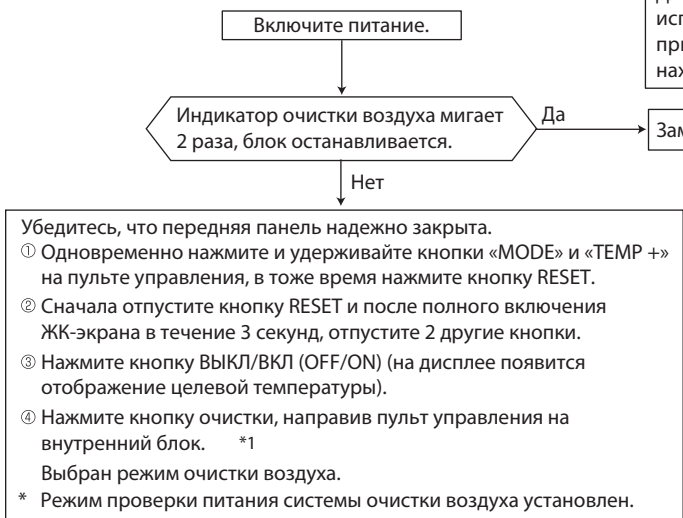 Включите питание.
Индикатор очистки воздуха мигает
2 раза, блок останавливается.
Да
Нет
Убедитесь, что передняя панель надежно закрыта.
① Одновременно нажмите и удерживайте кнопки «MODE» и «TEMP +»
на пульте управления, в тоже время нажмите кнопку RESET.
② Сначала отпустите кнопку RESET и после полного включения
ЖК-экрана в течение 3 секунд, отпустите 2 другие кнопки.
③ Нажмите кнопку ВЫКЛ/ВКЛ (OFF/ON) (на дисплее появится
отображение целевой температуры).
④ Нажмите кнопку очистки, направив пульт управления на
внутренний блок. *1
Выбран режим очистки воздуха.
* Режим проверки питания системы очистки воздуха установлен.